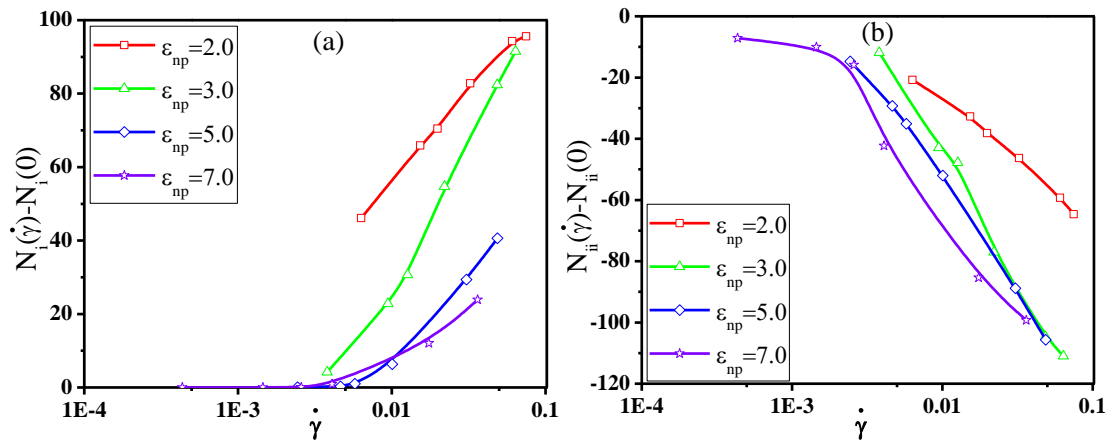 (a)
ε_np=2.0
ε_np=3.0
ε_np=5.0
ε_np=7.0
100
80
60
40
20
0
N_i(γ̇)-N_i(0)
1E-4
1E-3
0.01
0.1
γ̇
(b)
ε_np=2.0
ε_np=3.0
ε_np=5.0
ε_np=7.0
0
-20
-40
-60
-80
-100
-120
N_ii(γ̇)-N_ii(0)
1E-4
1E-3
0.01
0.1
γ̇